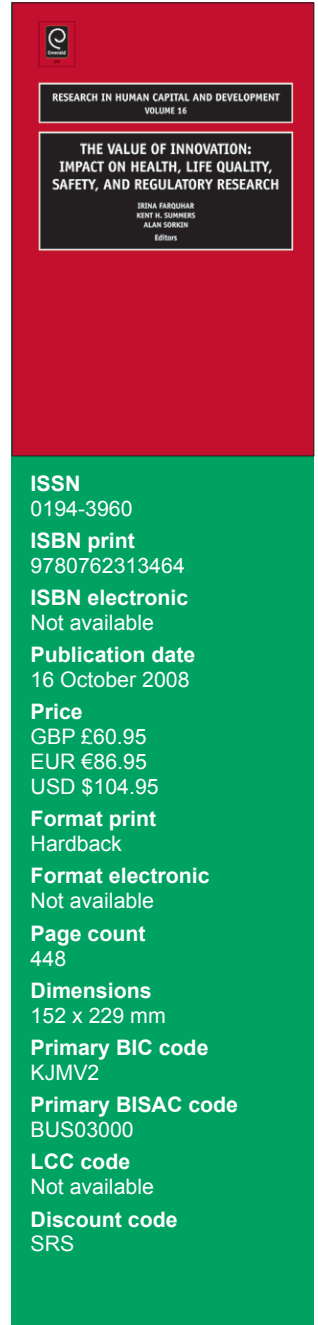 Emerald
RESEARCH IN HUMAN CAPITAL AND DEVELOPMENT
VOLUME 16
THE VALUE OF INNOVATION:
IMPACT ON HEALTH, LIFE QUALITY,
SAFETY, AND REGULATORY RESEARCH
IRINA FARQUHAR
KENT H. SUMMERS
ALAN SORKIN
Editors
ISSN
0194-3960
ISBN print
9780762313464
ISBN electronic
Not available
Publication date
16 October 2008
Price
GBP £60.95
EUR €86.95
USD $104.95
Format print
Hardback
Format electronic
Not available
Page count
448
Dimensions
152 x 229 mm
Primary BIC code
KJMV2
Primary BISAC code
BUS03000
LCC code
Not available
Discount code
SRS